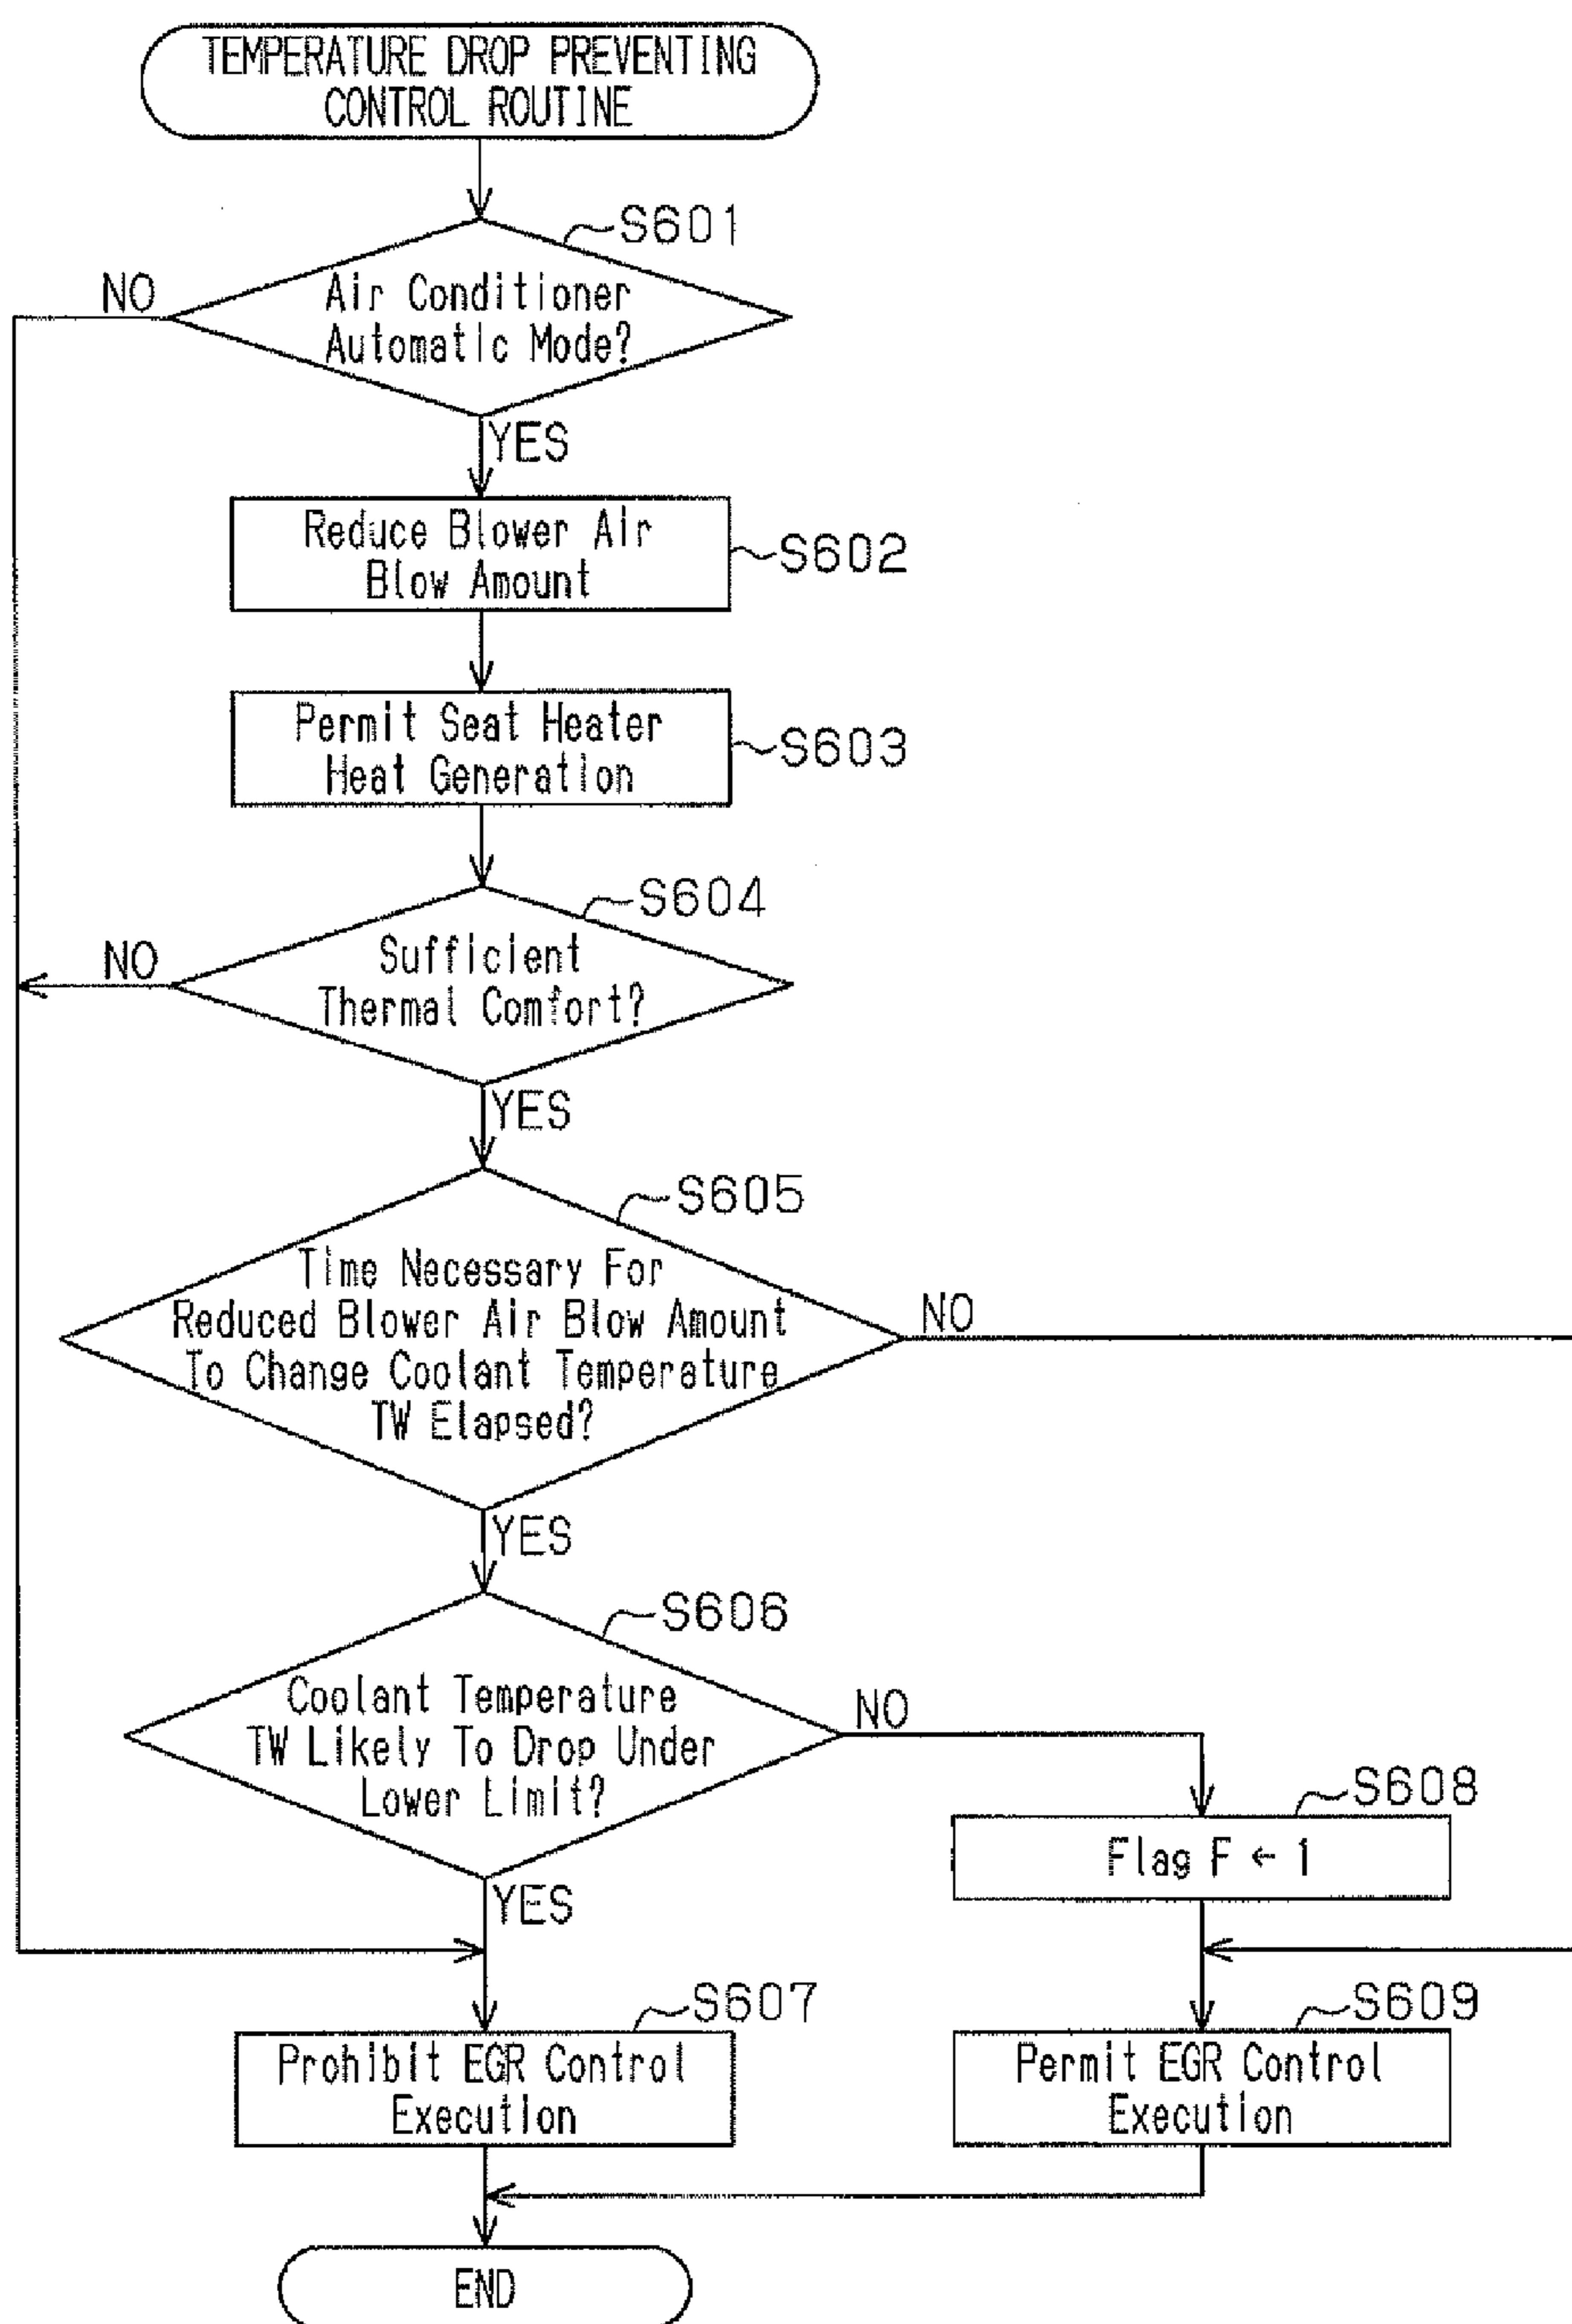 TEMPERATURE DROP PREVENTING
CONTROL ROUTINE
S601
NO
Air Conditioner
Automatic Mode?
YES
Reduce Blower Air
Blow Amount
S602
Permit Seat Heater
Heat Generation
S603
S604
NO
Sufficient
Thermal Comfort?
YES
S605
Time Necessary For
Reduced Blower Air Blow Amount
To Change Coolant Temperature
TW Elapsed?
NO
YES
S606
Coolant Temperature
TW Likely To Drop Under
Lower Limit?
NO
S608
Flag F ← 1
YES
S607
Prohibit EGR Control
Execution
S609
Permit EGR Control
Execution
END